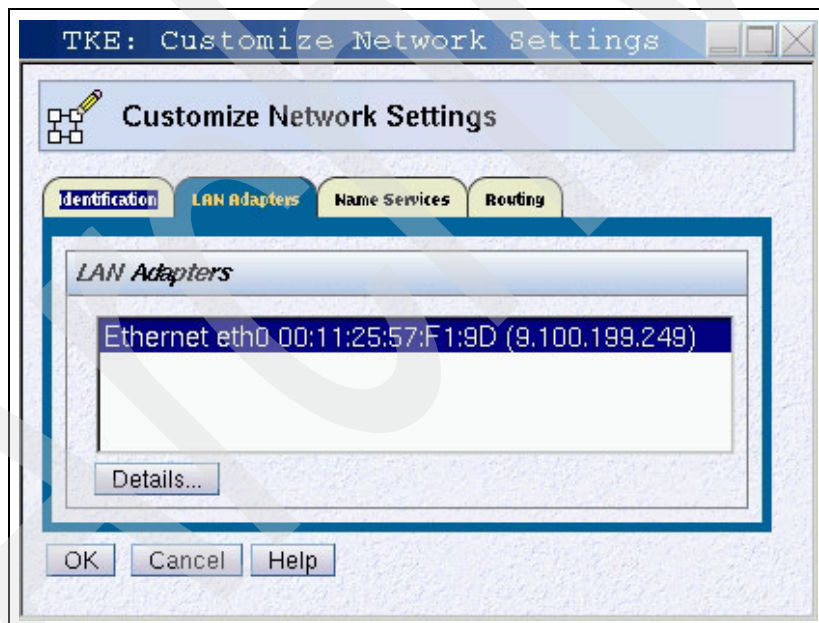 TKE: Customize Network Settings
Customize Network Settings
Identification LAN Adapters Name Services Routing
LAN Adapters
Ethernet eth0 00:11:25:57:F1:9D (9.100.199.249)
Details...
OK Cancel Help